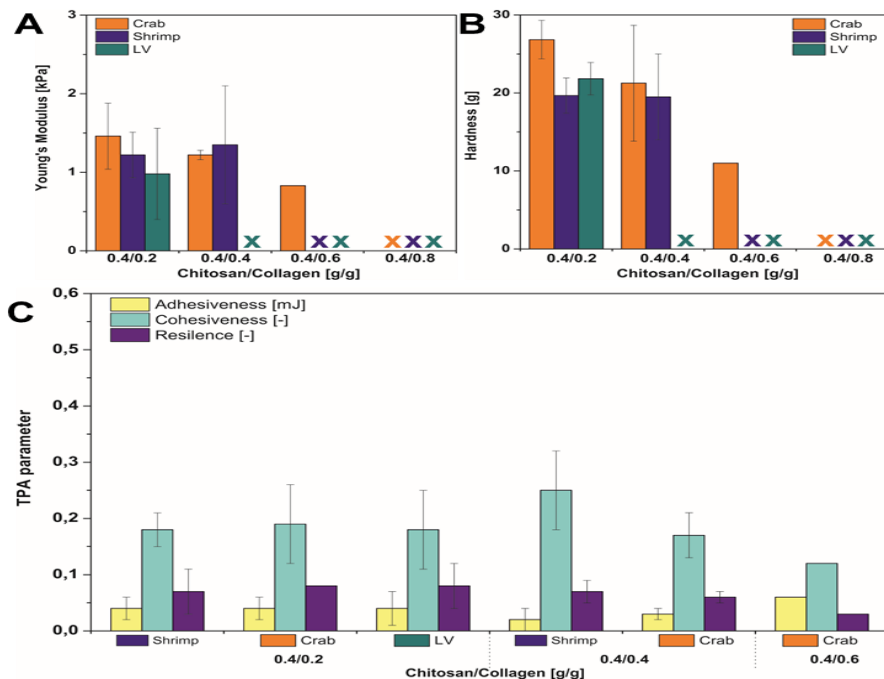 A
Crab
Shrimp
LV
3
2
1
0
Young's Modulus [kPa]
X X X X X X
0.4/0.2 0.4/0.4 0.4/0.6 0.4/0.8
Chitosan/Collagen [g/g]
B
Crab
Shrimp
LV
30
20
10
0
Hardness [g]
X X X X X X
0.4/0.2 0.4/0.4 0.4/0.6 0.4/0.8
Chitosan/Collagen [g/g]
C
Adhesiveness [mJ]
Cohesiveness [-]
Resilence [-]
0,6
0,5
0,4
0,3
0,2
0,1
0,0
TPA parameter
Shrimp Crab LV Shrimp Crab Crab
0.4/0.2 0.4/0.4 0.4/0.6
Chitosan/Collagen [g/g]